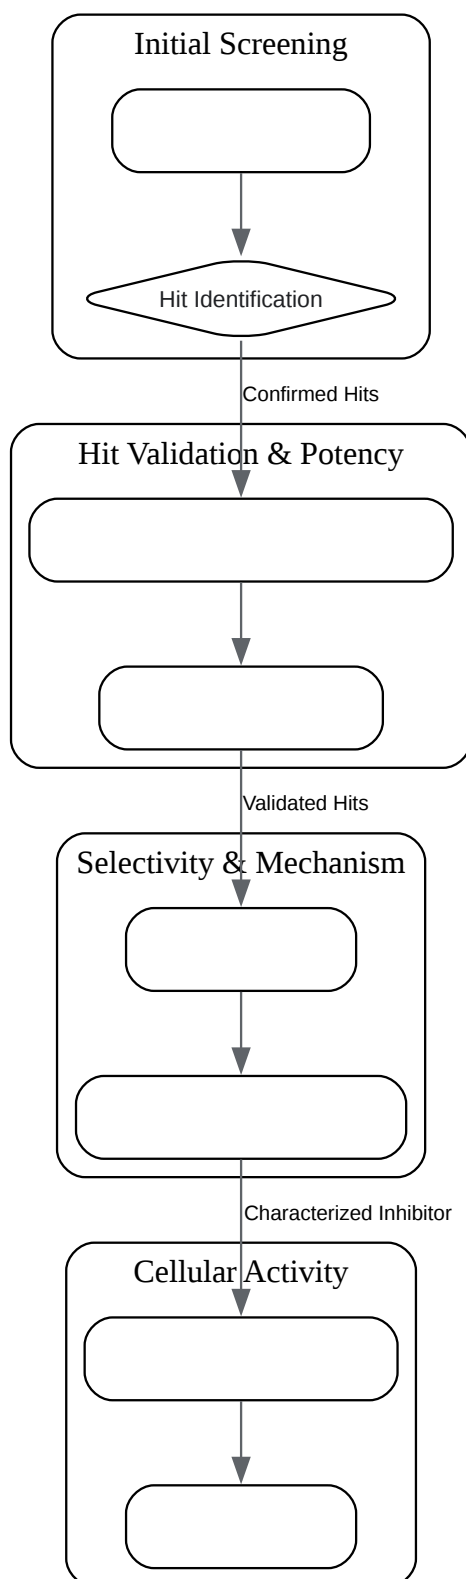 Initial Screening
Hit Identification
Confirmed Hits
Hit Validation & Potency
Validated Hits
Selectivity & Mechanism
Characterized Inhibitor
Cellular Activity